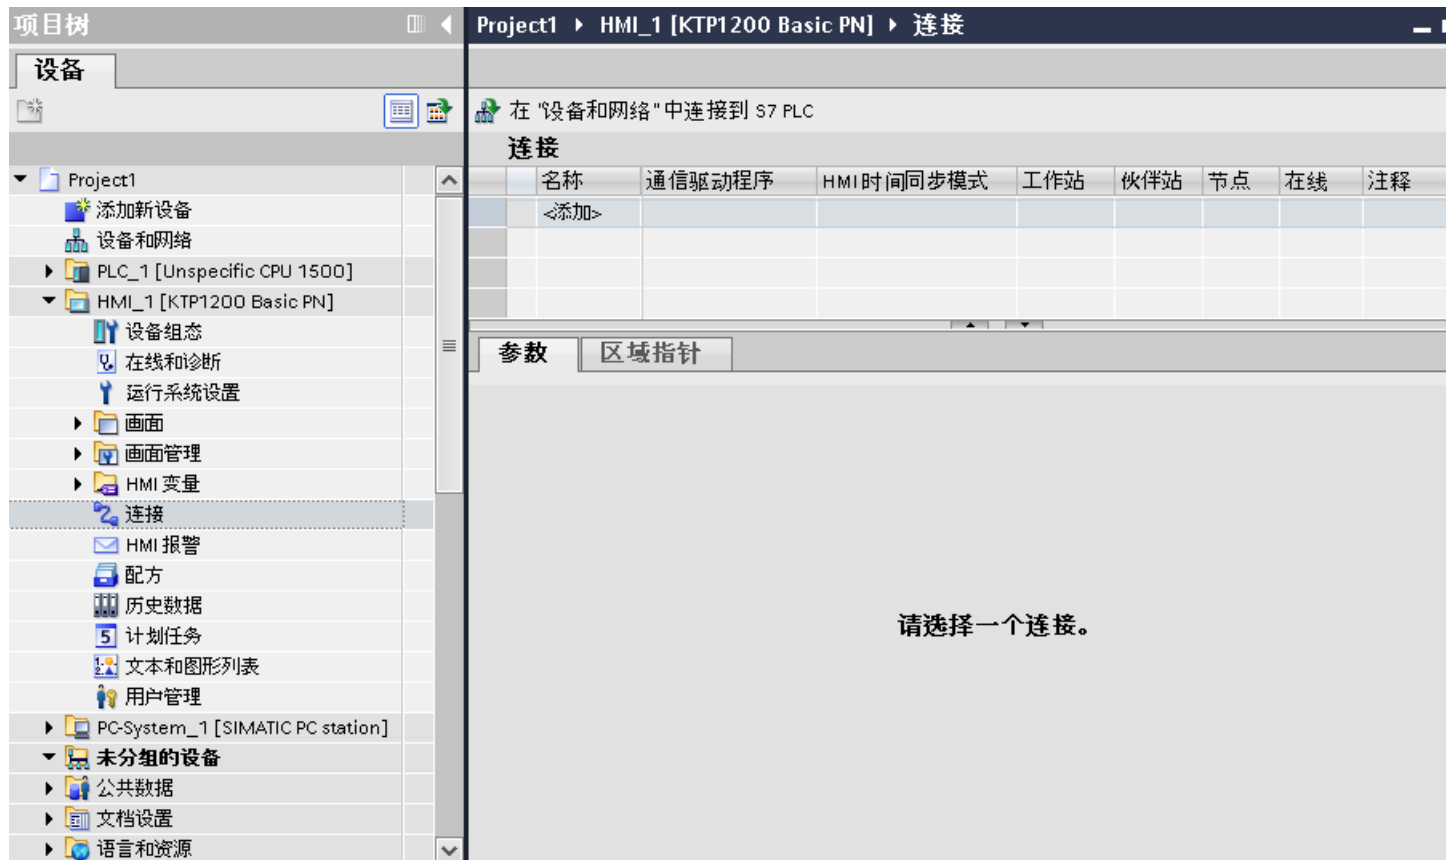 项目树
Project1 HMI_1 [KTP1200 Basic PN] 连接
设备
在 "设备和网络" 中连接到 S7 PLC
连接
名称 通信驱动程序 HMI时间同步模式 工作站 伙伴站 节点 在线 注释
<添加>
Project1
添加新设备
设备和网络
PLC_1 [Unspecific CPU 1500]
HMI_1 [KTP1200 Basic PN]
设备组态
在线和诊断
运行系统设置
画面
画面管理
HMI 变量
连接
HMI 报警
配方
历史数据
5 计划任务
文本和图形列表
用户管理
PC-System_1 [SIMATIC PC station]
未分组的设备
公共数据
文档设置
语言和资源
参数 区域指针
请选择一个连接。